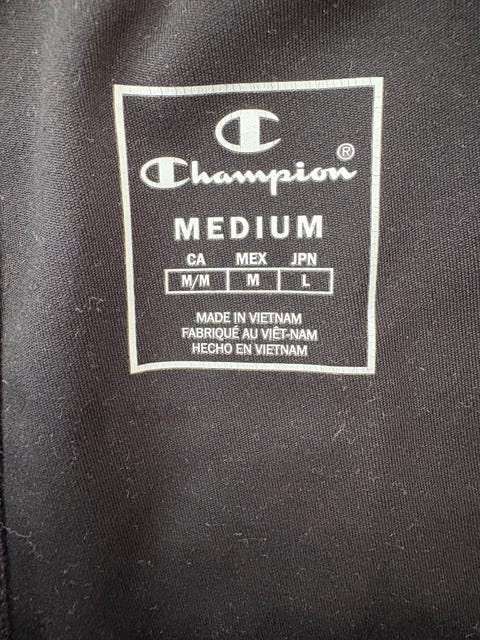 C
Champion®
MEDIUM
CA MEX JPN
M/M M L
MADE IN VIETNAM
FABRIQUÉ AU VIÊT-NAM
HECHO EN VIETNAM